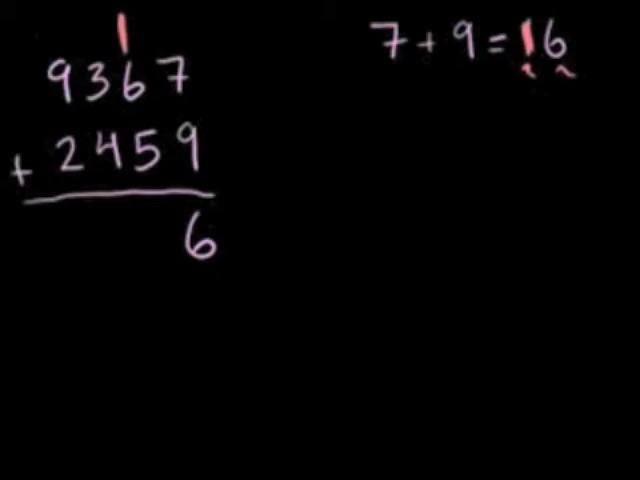 1
9367
+ 2459
6
7 + 9 = 16